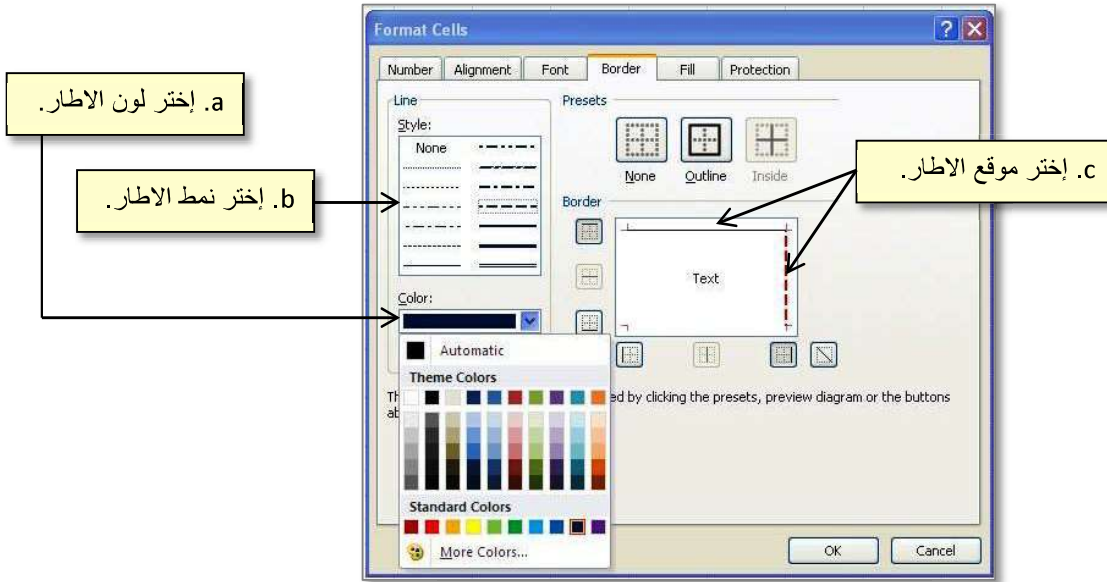 Format Cells
Number Alignment Font Border Fill Protection
a. إختر لون الاطار.
b. إختر نمط الاطار.
c. إختر موقع الاطار.
Line
Style:
None
Presets
None Outline Inside
Border
Text
Color:
Automatic
Theme Colors
Th
ed by clicking the presets, preview diagram or the buttons
ab
Standard Colors
More Colors...
OK Cancel